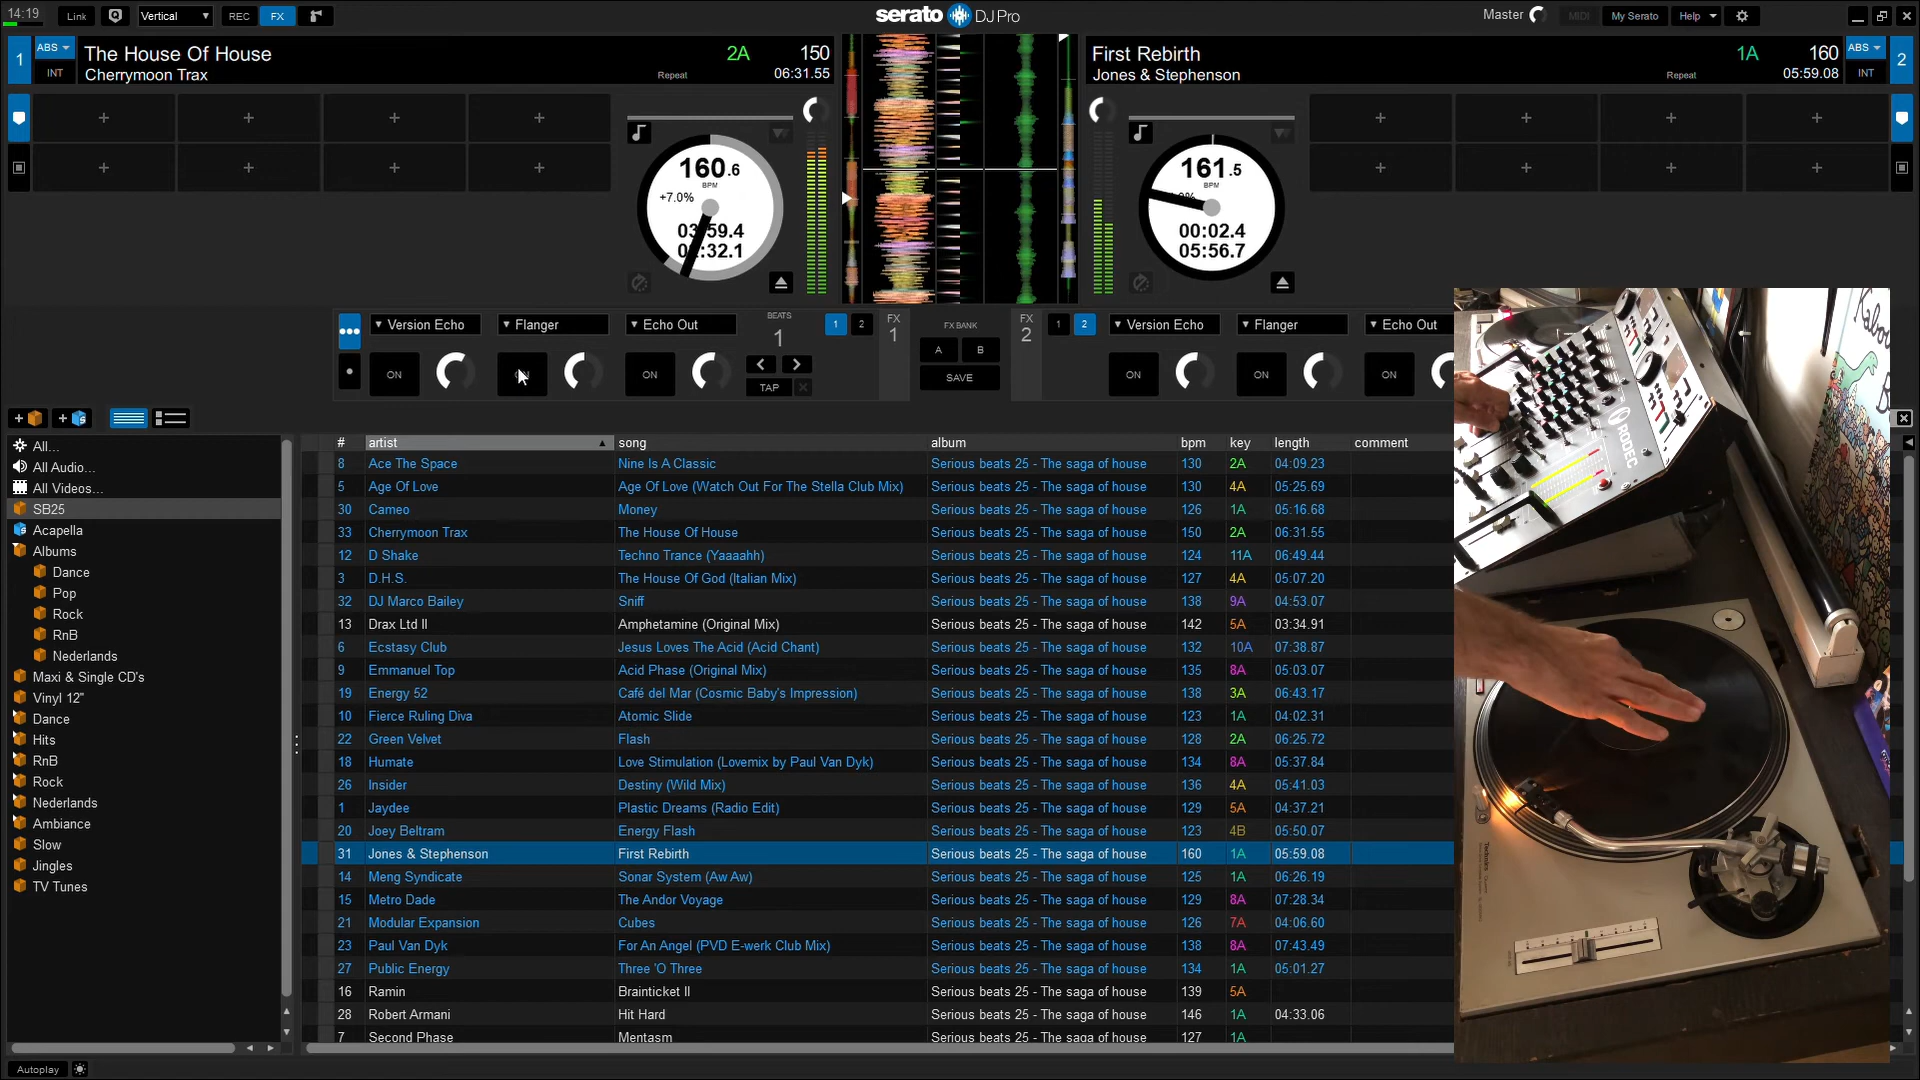 14:19 Link Vertical REC FX serato DJ Pro Master MIDI My Serato Help
1 ABS INT The House Of House Cherrymoon Trax 2A 150 Repeat 06:31.55
First Rebirth Jones & Stephenson 1A 160 Repeat 05:59.08 ABS INT 2
160.6 BPM +7.0% 03:59.4
161.5 BPM 00:02.4 05:56.7
Version Echo Flanger Echo Out BEATS 1 1 2 FX 1 FX BANK A B SAVE FX 2 1 2 Version Echo Flanger Echo Out
ON ON TAP ON ON ON
All...
All Audio...
All Videos...
SB25
Acapella
Albums
Dance
Pop
Rock
RnB
Nederlands
Maxi & Single CD's
Vinyl 12"
Dance
Hits
RnB
Rock
Nederlands
Ambiance
Slow
Jingles
TV Tunes
# artist song album bpm key length comment
8 Ace The Space Nine Is A Classic Serious beats 25 - The saga of house 130 2A 04:09.23
5 Age Of Love Age Of Love (Watch Out For The Stella Club Mix) Serious beats 25 - The saga of house 130 4A 05:25.69
30 Cameo Money Serious beats 25 - The saga of house 126 1A 05:16.68
33 Cherrymoon Trax The House Of House Serious beats 25 - The saga of house 150 2A 06:31.55
12 D Shake Techno Trance (Yaaaahh) Serious beats 25 - The saga of house 124 11A 06:49.44
3 D.H.S. The House Of God (Italian Mix) Serious beats 25 - The saga of house 127 4A 05:07.20
32 DJ Marco Bailey Sniff Serious beats 25 - The saga of house 138 9A 04:53.07
13 Drax Ltd II Amphetamine (Original Mix) Serious beats 25 - The saga of house 142 5A 03:34.91
6 Ecstasy Club Jesus Loves The Acid (Acid Chant) Serious beats 25 - The saga of house 132 10A 07:38.87
9 Emmanuel Top Acid Phase (Original Mix) Serious beats 25 - The saga of house 135 8A 05:03.07
19 Energy 52 Café del Mar (Cosmic Baby's Impression) Serious beats 25 - The saga of house 138 3A 06:43.17
10 Fierce Ruling Diva Atomic Slide Serious beats 25 - The saga of house 123 1A 04:02.31
22 Green Velvet Flash Serious beats 25 - The saga of house 128 2A 06:25.72
18 Humate Love Stimulation (Lovemix by Paul Van Dyk) Serious beats 25 - The saga of house 134 8A 05:37.84
26 Insider Destiny (Wild Mix) Serious beats 25 - The saga of house 136 4A 05:41.03
1 Jaydee Plastic Dreams (Radio Edit) Serious beats 25 - The saga of house 129 5A 04:37.21
20 Joey Beltram Energy Flash Serious beats 25 - The saga of house 123 4B 05:50.07
31 Jones & Stephenson First Rebirth Serious beats 25 - The saga of house 160 1A 05:59.08
14 Meng Syndicate Sonar System (Aw Aw) Serious beats 25 - The saga of house 125 1A 06:26.19
15 Metro Dade The Andor Voyage Serious beats 25 - The saga of house 129 8A 07:28.34
21 Modular Expansion Cubes Serious beats 25 - The saga of house 126 7A 04:06.60
23 Paul Van Dyk For An Angel (PVD E-werk Club Mix) Serious beats 25 - The saga of house 138 8A 07:43.49
27 Public Energy Three 'O Three Serious beats 25 - The saga of house 134 1A 05:01.27
16 Ramin Brainticket II Serious beats 25 - The saga of house 139 5A
28 Robert Armani Hit Hard Serious beats 25 - The saga of house 146 1A 04:33.06
7 Second Phase Mentasm Serious beats 25 - The saga of house 127 1A
Autoplay
RODEC
Technics